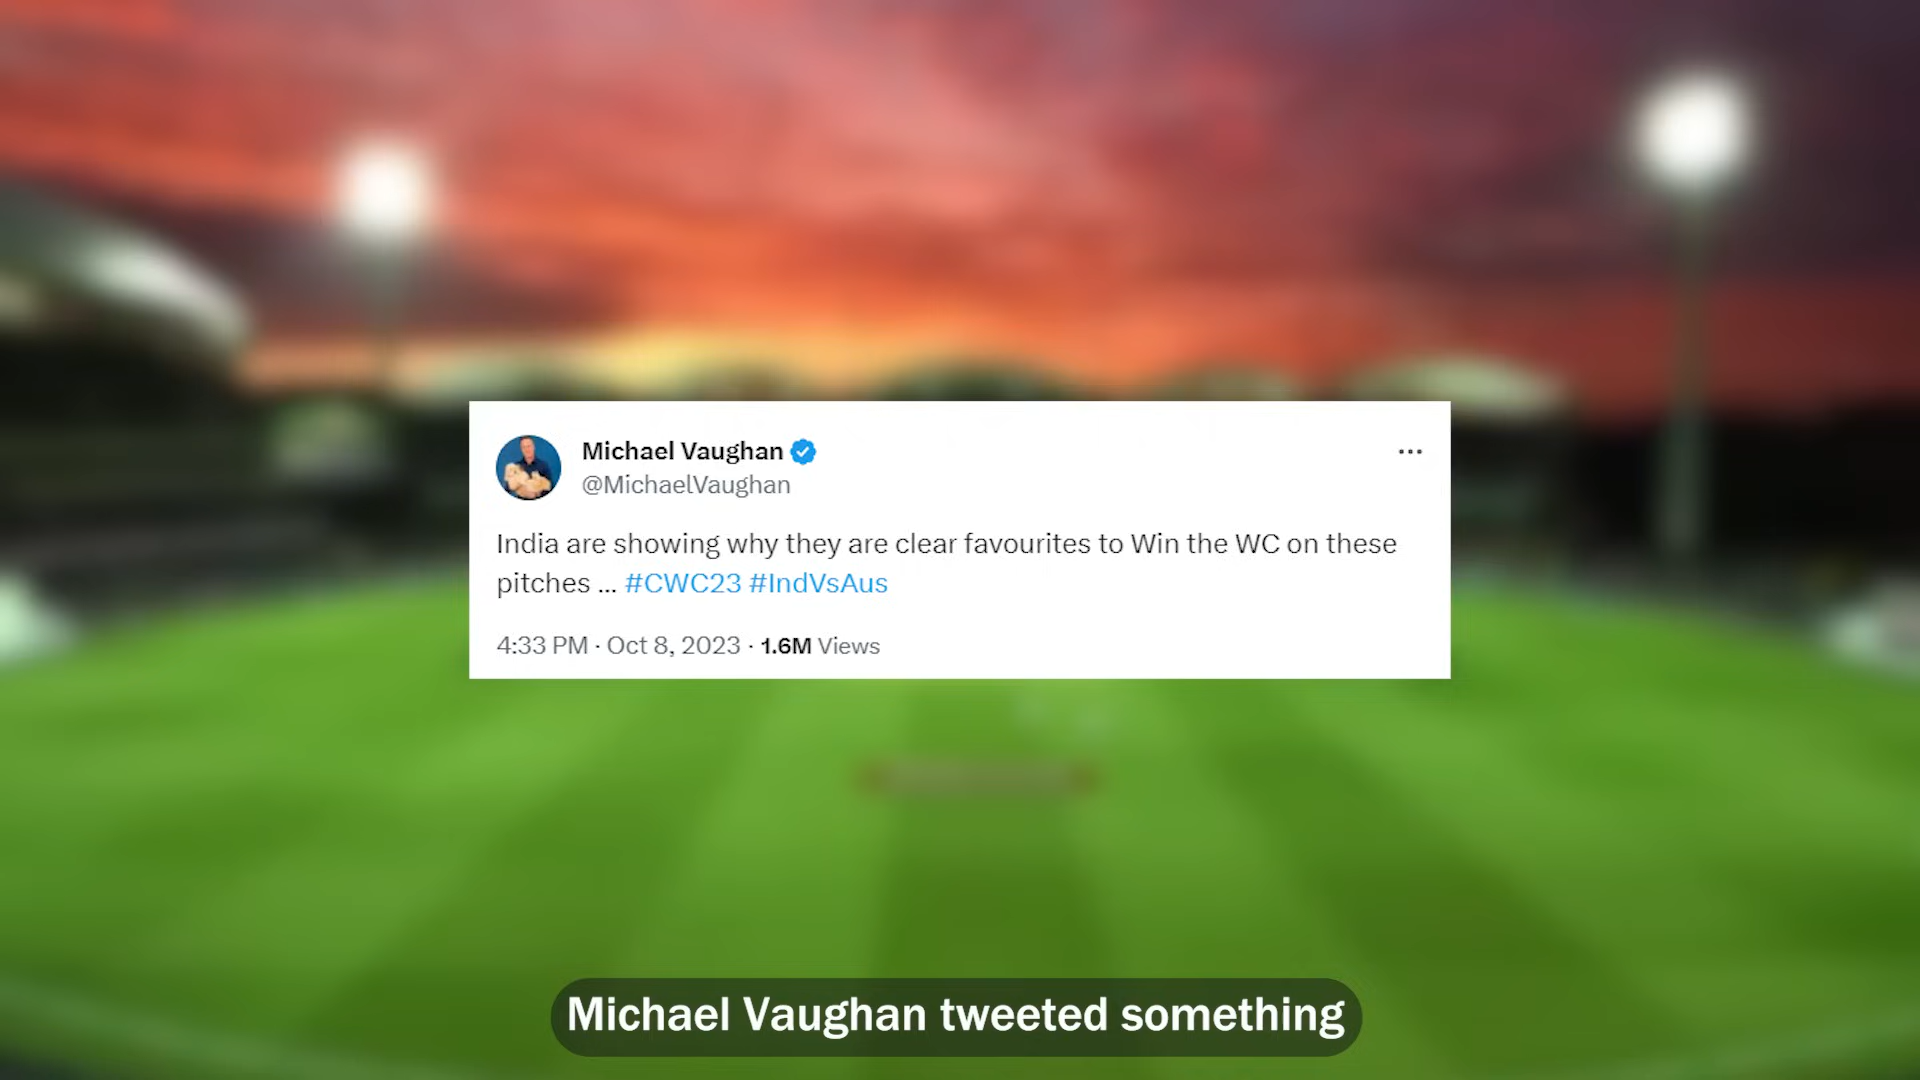 Michael Vaughan
@MichaelVaughan
India are showing why they are clear favourites to Win the WC on these
pitches ... #CWC23 #IndVsAus
4:33 PM · Oct 8, 2023 · 1.6M Views
Michael Vaughan tweeted something